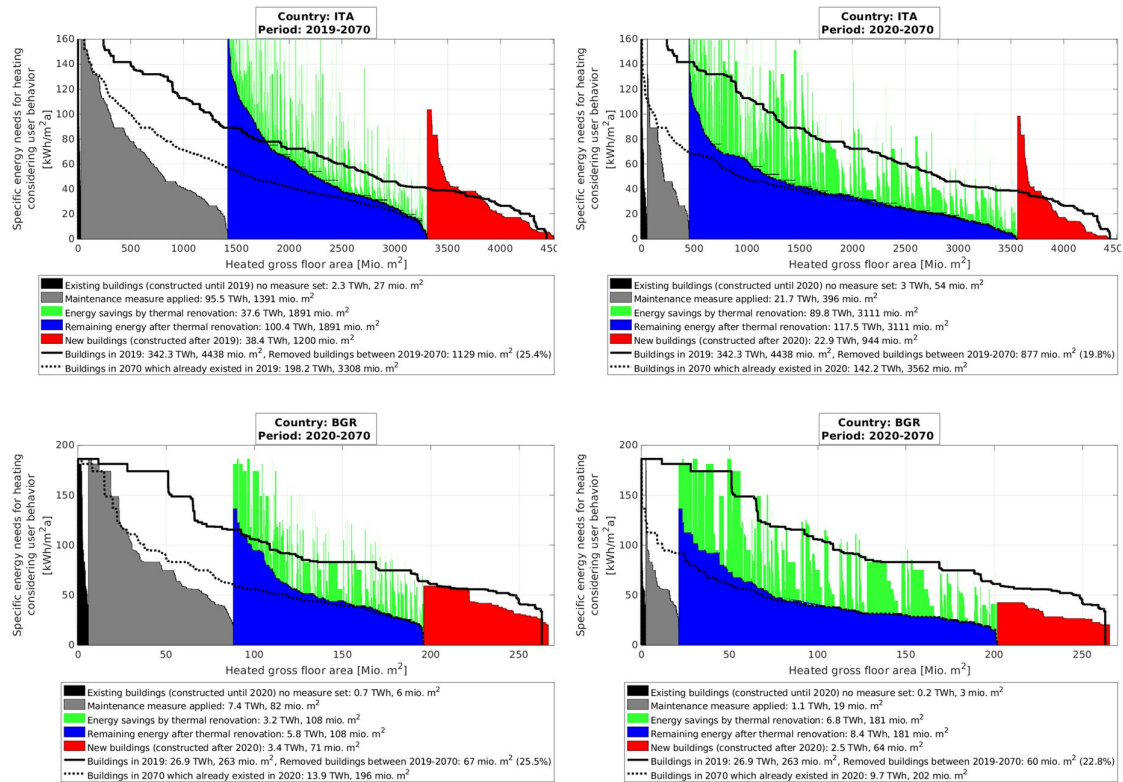 Country: ITA
Period: 2019-2070
Specific energy needs for heating
considering user behavior
[kWh/m²a]
160
140
120
100
80
60
40
20
0
0 500 1000 1500 2000 2500 3000 3500 4000 450
Heated gross floor area [Mio. m²]
Existing buildings (constructed until 2019) no measure set: 2.3 TWh, 27 mio. m²
Maintenance measure applied: 95.5 TWh, 1391 mio. m²
Energy savings by thermal renovation: 37.6 TWh, 1891 mio. m²
Remaining energy after thermal renovation: 100.4 TWh, 1891 mio. m²
New buildings (constructed after 2019): 38.4 TWh, 1200 mio. m²
Buildings in 2019: 342.3 TWh, 4438 mio. m², Removed buildings between 2019-2070: 1129 mio. m² (25.4%)
Buildings in 2070 which already existed in 2019: 198.2 TWh, 3308 mio. m²
Country: ITA
Period: 2020-2070
Specific energy needs for heating
considering user behavior
[kWh/m²a]
160
140
120
100
80
60
40
20
0
0 500 1000 1500 2000 2500 3000 3500 4000 4500
Heated gross floor area [Mio. m²]
Existing buildings (constructed until 2020) no measure set: 3 TWh, 54 mio. m²
Maintenance measure applied: 21.7 TWh, 396 mio. m²
Energy savings by thermal renovation: 89.8 TWh, 3111 mio. m²
Remaining energy after thermal renovation: 117.5 TWh, 3111 mio. m²
New buildings (constructed after 2020): 22.9 TWh, 944 mio. m²
Buildings in 2019: 342.3 TWh, 4438 mio. m², Removed buildings between 2019-2070: 877 mio. m² (19.8%)
Buildings in 2070 which already existed in 2020: 142.2 TWh, 3562 mio. m²
Country: BGR
Period: 2020-2070
Specific energy needs for heating
considering user behavior
[kWh/m²a]
200
150
100
50
0
0 50 100 150 200 250
Heated gross floor area [Mio. m²]
Existing buildings (constructed until 2020) no measure set: 0.7 TWh, 6 mio. m²
Maintenance measure applied: 7.4 TWh, 82 mio. m²
Energy savings by thermal renovation: 3.2 TWh, 108 mio. m²
Remaining energy after thermal renovation: 5.8 TWh, 108 mio. m²
New buildings (constructed after 2020): 3.4 TWh, 71 mio. m²
Buildings in 2019: 26.9 TWh, 263 mio. m², Removed buildings between 2019-2070: 67 mio. m² (25.5%)
Buildings in 2070 which already existed in 2020: 13.9 TWh, 196 mio. m²
Country: BGR
Period: 2020-2070
Specific energy needs for heating
considering user behavior
[kWh/m²a]
200
150
100
50
0
0 50 100 150 200 250
Heated gross floor area [Mio. m²]
Existing buildings (constructed until 2020) no measure set: 0.2 TWh, 3 mio. m²
Maintenance measure applied: 1.1 TWh, 19 mio. m²
Energy savings by thermal renovation: 6.8 TWh, 181 mio. m²
Remaining energy after thermal renovation: 8.4 TWh, 181 mio. m²
New buildings (constructed after 2020): 2.5 TWh, 64 mio. m²
Buildings in 2019: 26.9 TWh, 263 mio. m², Removed buildings between 2019-2070: 60 mio. m² (22.8%)
Buildings in 2070 which already existed in 2020: 9.7 TWh, 202 mio. m²